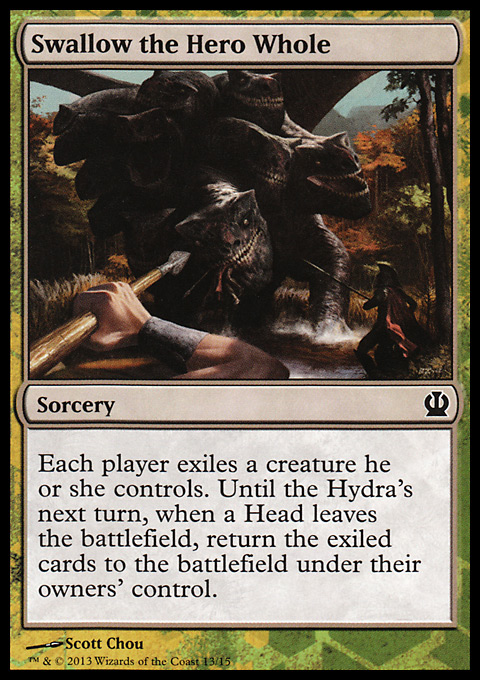 Swallow the Hero Whole
Sorcery
Each player exiles a creature he
or she controls. Until the Hydra's
next turn, when a Head leaves
the battlefield, return the exiled
cards to the battlefield under their
owners' control.
Scott Chou
™ & © 2013 Wizards of the Coast 13/15